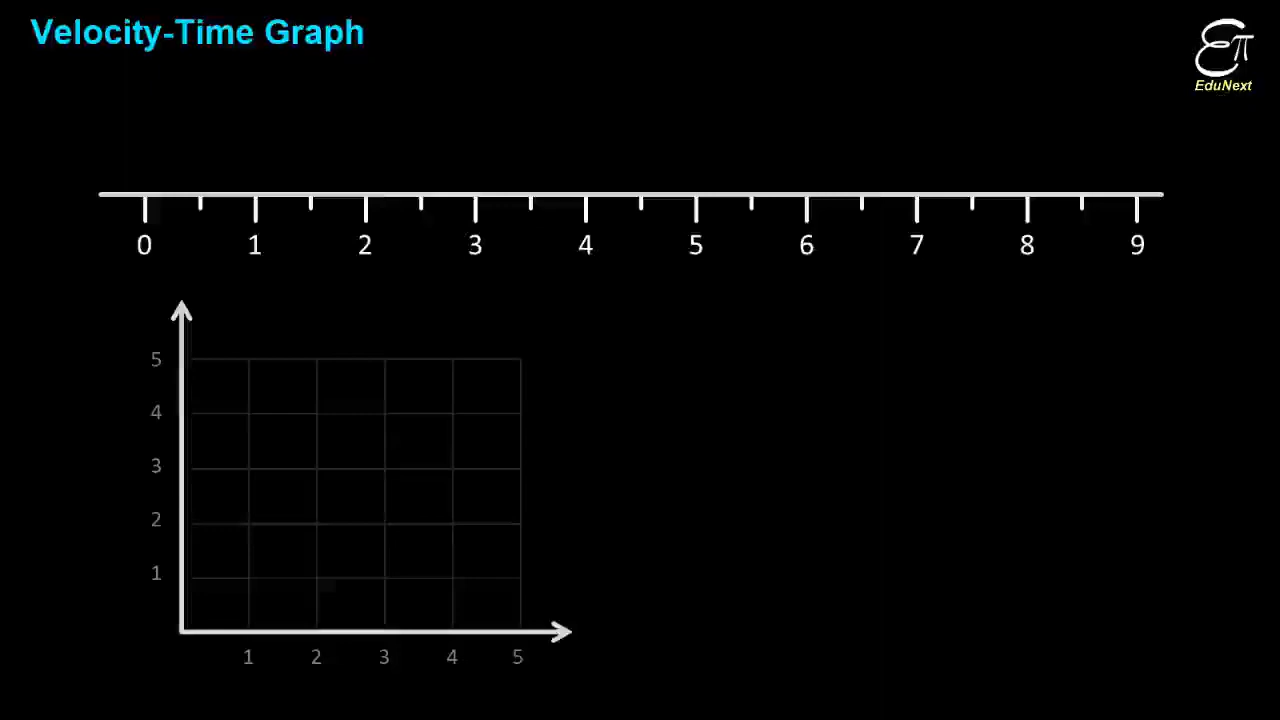 Velocity-Time Graph
επ
EduNext
0 1 2 3 4 5 6 7 8 9
5
4
3
2
1
1 2 3 4 5